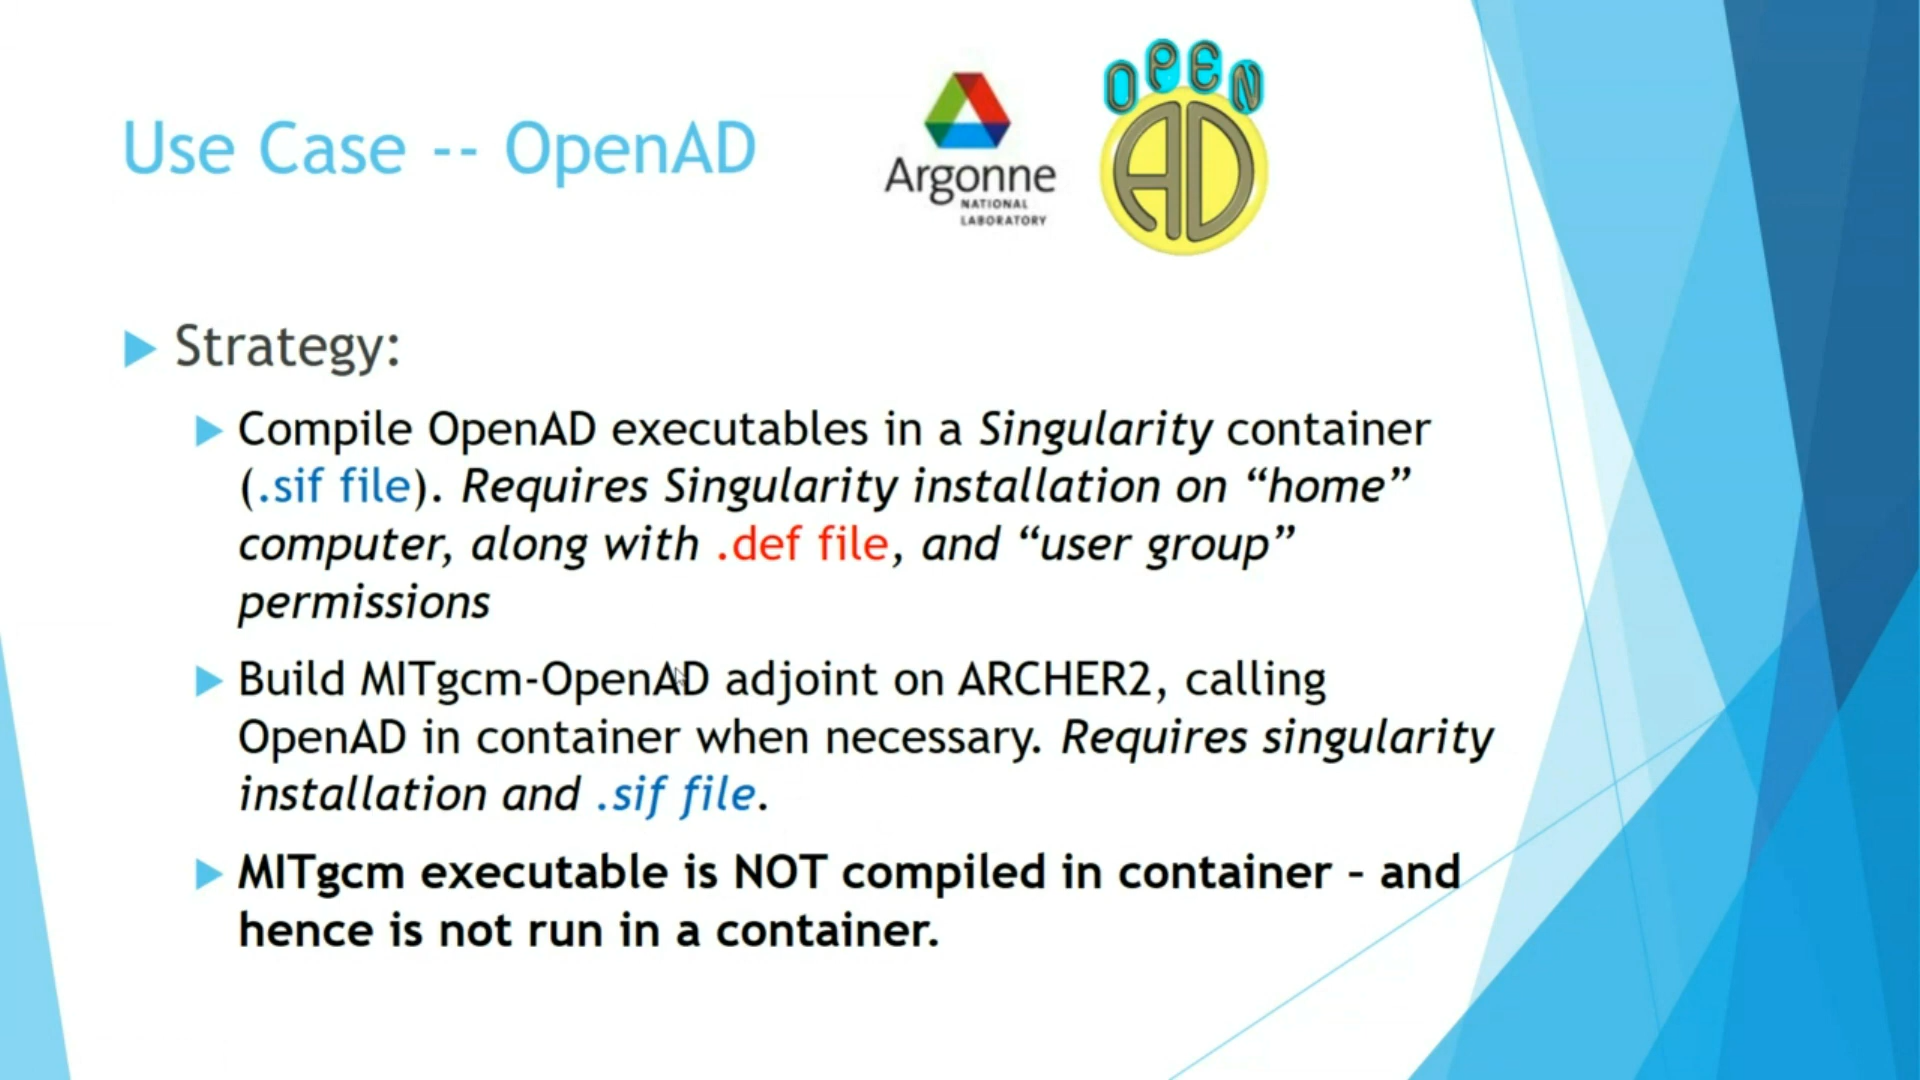 Use Case -- OpenAD
Argonne
NATIONAL
LABORATORY
OPEN
AD
Strategy:
Compile OpenAD executables in a Singularity container
(.sif file). Requires Singularity installation on “home”
computer, along with .def file, and “user group”
permissions
Build MITgcm-OpenAD adjoint on ARCHER2, calling
OpenAD in container when necessary. Requires singularity
installation and .sif file.
MITgcm executable is NOT compiled in container – and
hence is not run in a container.